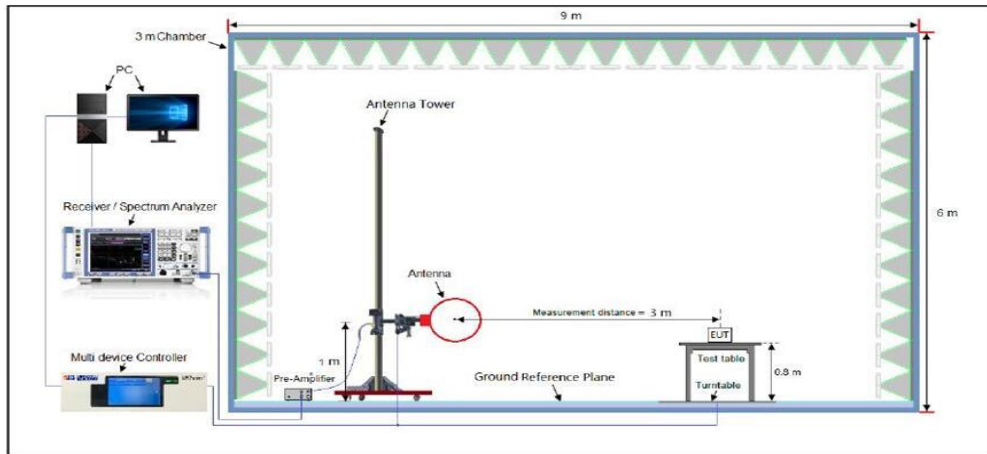 9 m
3 m Chamber
PC
Antenna Tower
Receiver / Spectrum Analyzer
6 m
Antenna
Measurement distance = 3 m
EUT
1 m
Test table
0.8 m
Multi device Controller
Pre-Amplifier
Ground Reference Plane
Turntable